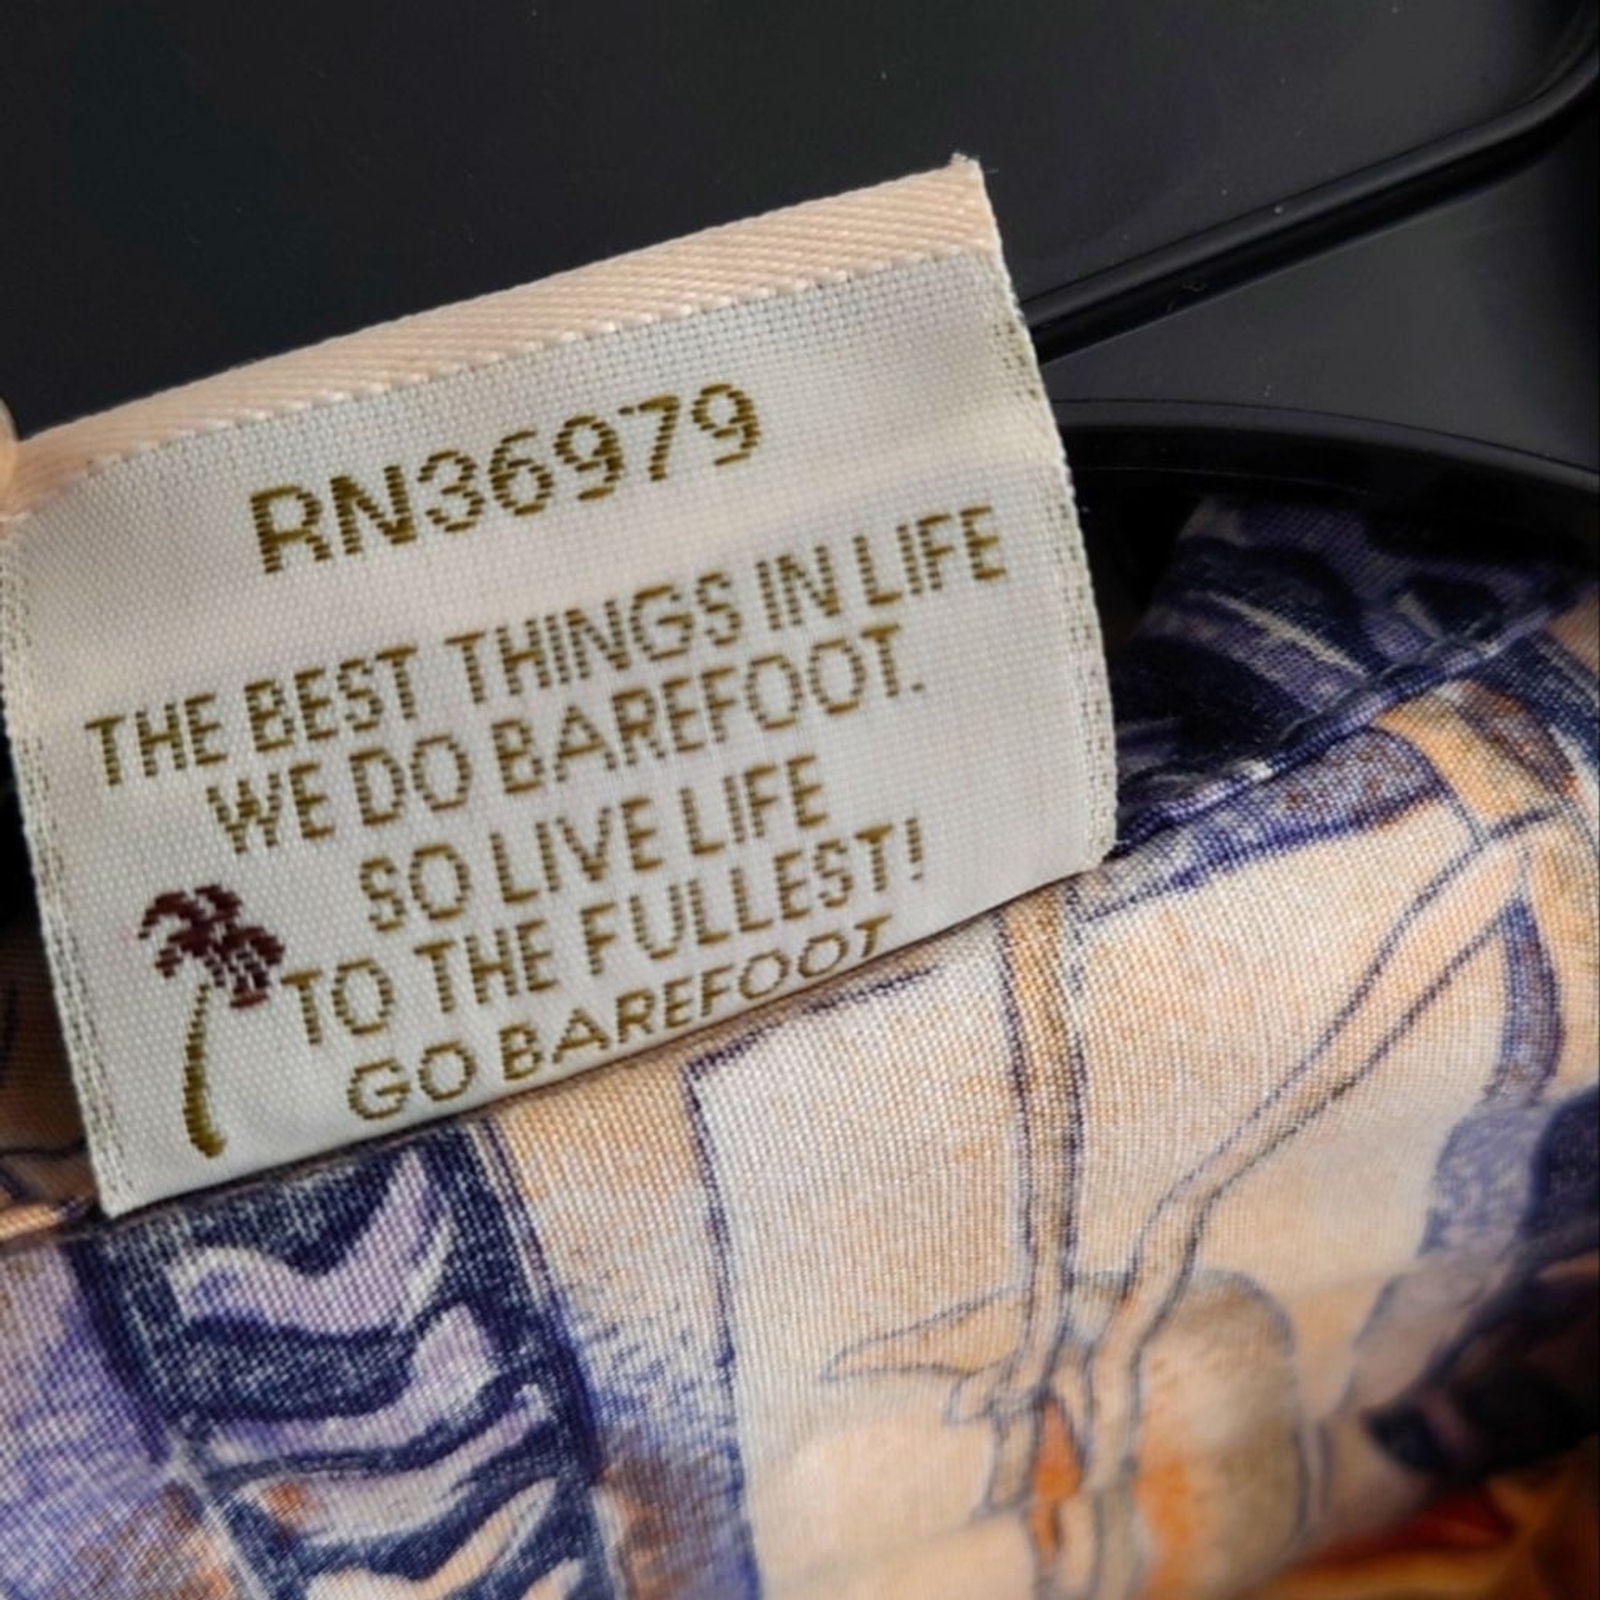 RN36979
THE BEST THINGS IN LIFE
WE DO BAREFOOT.
SO LIVE LIFE
TO THE FULLEST!
GO BAREFOOT